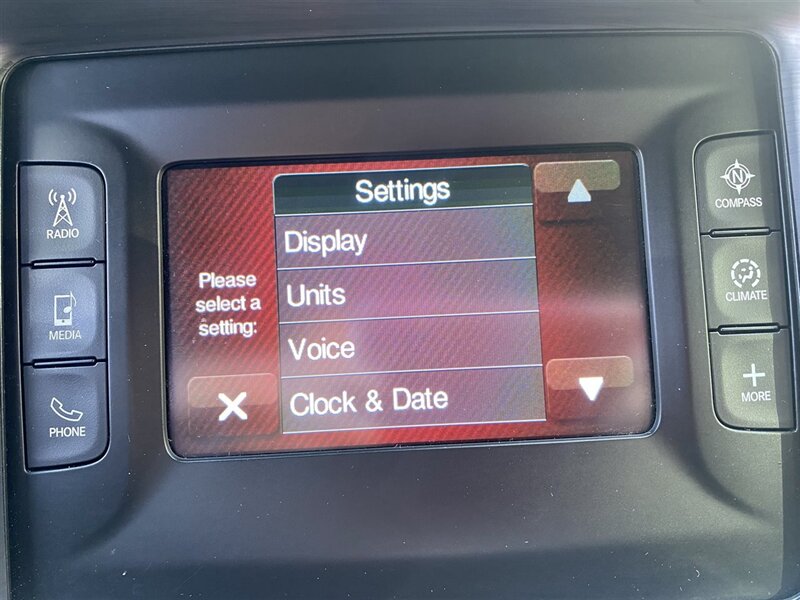 Settings
Display
Units
Voice
Clock & Date
Please
select a
setting:
RADIO
MEDIA
PHONE
N
COMPASS
CLIMATE
MORE